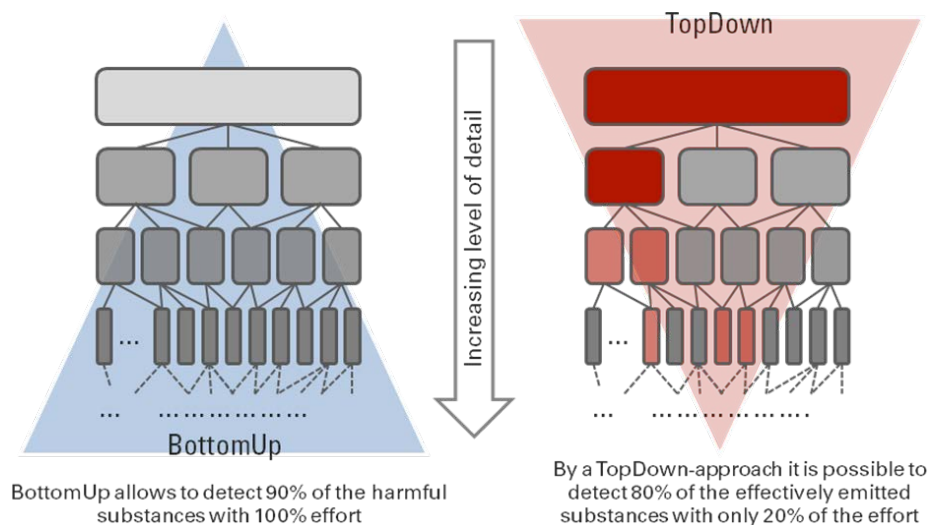 TopDown
Increasing level of detail
...
...
... ... ... ... ... ...
... ... ... ... ... .
BottomUp
BottomUp allows to detect 90% of the harmful
substances with 100% effort
By a TopDown-approach it is possible to
detect 80% of the effectively emitted
substances with only 20% of the effort